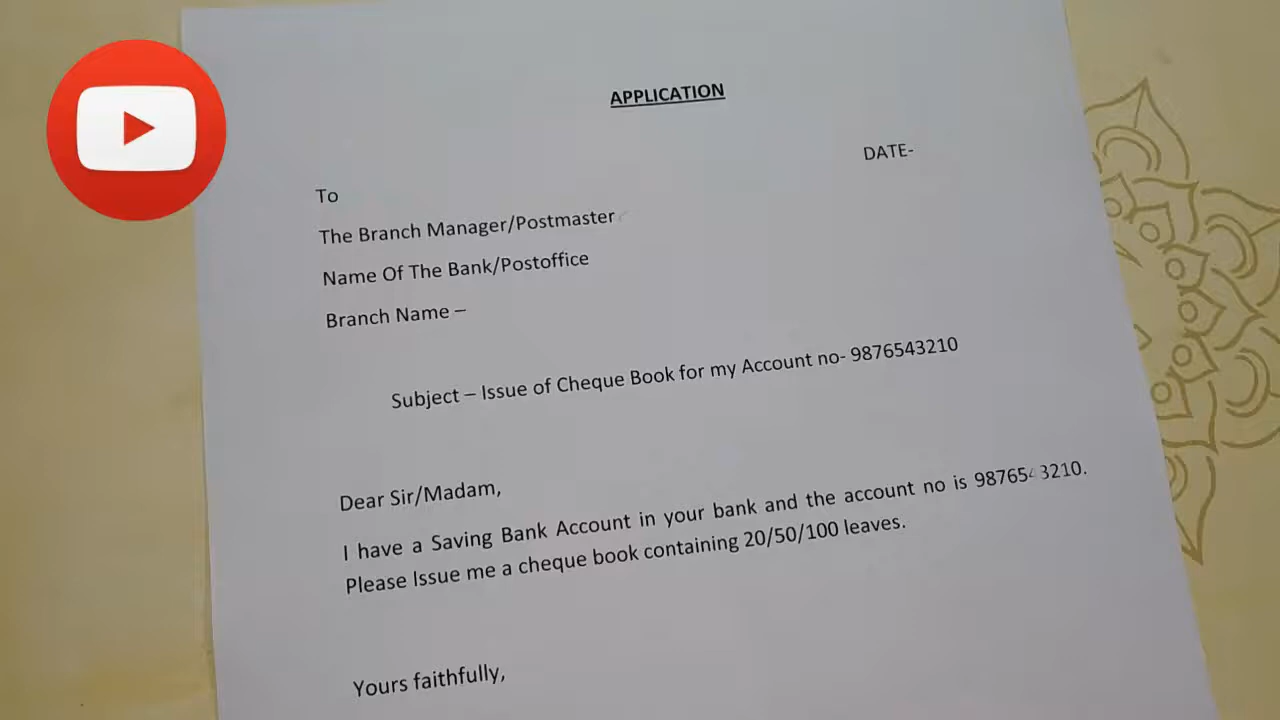 APPLICATION
DATE-
To
The Branch Manager/Postmaster
Name Of The Bank/Postoffice
Branch Name –
Subject – Issue of Cheque Book for my Account no- 9876543210
Dear Sir/Madam,
I have a Saving Bank Account in your bank and the account no is 9876543210.
Please Issue me a cheque book containing 20/50/100 leaves.
Yours faithfully,